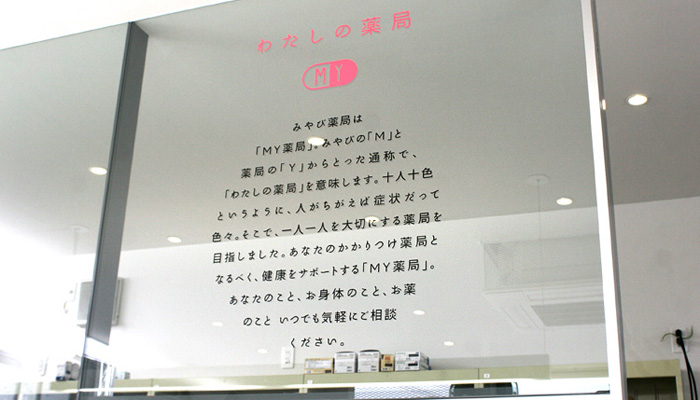 わたしの薬局
MY
みやび薬局は
「MY薬局」。みやびの「M」と
薬局の「Y」からとった通称で、
「わたしの薬局」を意味します。十人十色
というように、人がちがえば症状だって
色々。そこで、一人一人を大切にする薬局を
目指しました。あなたのかかりつけ薬局と
なるべく、健康をサポートする「MY薬局」。
あなたのこと、お身体のこと、お薬
のこと いつでも気軽にご相談
ください。